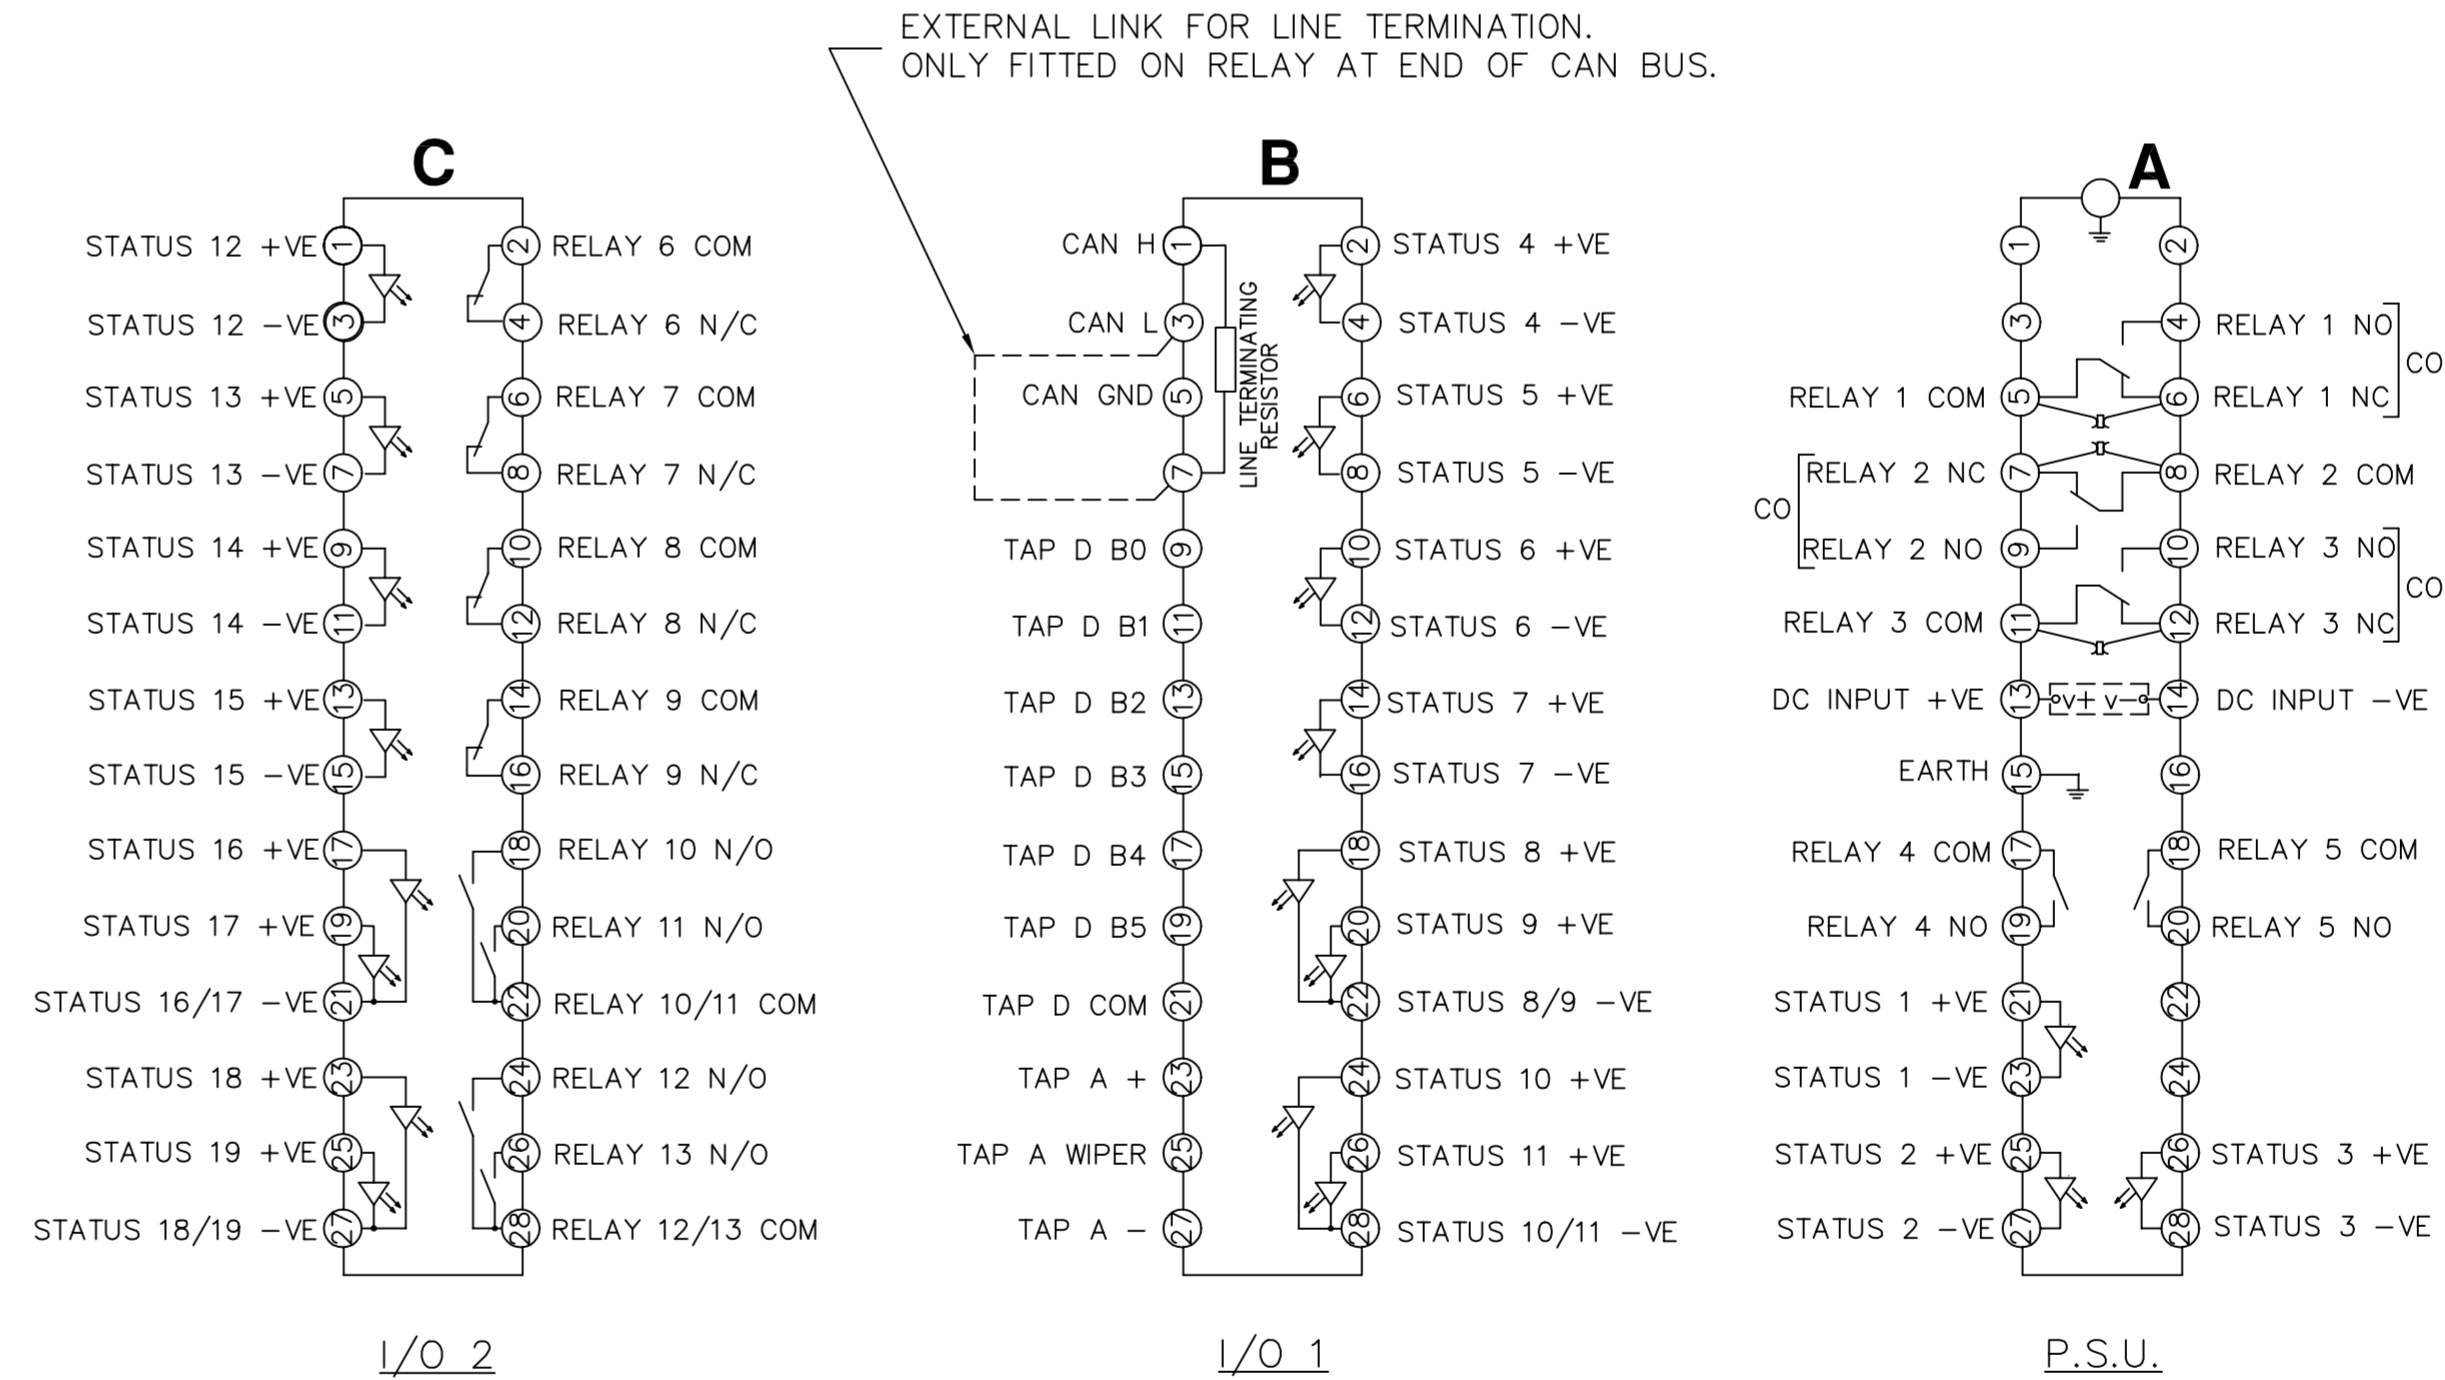 EXTERNAL LINK FOR LINE TERMINATION.
ONLY FITTED ON RELAY AT END OF CAN BUS.
C
STATUS 12 +VE 1 2 RELAY 6 COM
STATUS 12 −VE 3 4 RELAY 6 N/C
STATUS 13 +VE 5 6 RELAY 7 COM
STATUS 13 −VE 7 8 RELAY 7 N/C
STATUS 14 +VE 9 10 RELAY 8 COM
STATUS 14 −VE 11 12 RELAY 8 N/C
STATUS 15 +VE 13 14 RELAY 9 COM
STATUS 15 −VE 15 16 RELAY 9 N/C
STATUS 16 +VE 17 18 RELAY 10 N/O
STATUS 17 +VE 19 20 RELAY 11 N/O
STATUS 16/17 −VE 21 22 RELAY 10/11 COM
STATUS 18 +VE 23 24 RELAY 12 N/O
STATUS 19 +VE 25 26 RELAY 13 N/O
STATUS 18/19 −VE 27 28 RELAY 12/13 COM
I/O 2
B
CAN H 1 2 STATUS 4 +VE
CAN L 3 4 STATUS 4 −VE
CAN GND 5 6 STATUS 5 +VE
LINE TERMINATING
RESISTOR
7 8 STATUS 5 −VE
TAP D B0 9 10 STATUS 6 +VE
TAP D B1 11 12 STATUS 6 −VE
TAP D B2 13 14 STATUS 7 +VE
TAP D B3 15 16 STATUS 7 −VE
TAP D B4 17 18 STATUS 8 +VE
TAP D B5 19 20 STATUS 9 +VE
TAP D COM 21 22 STATUS 8/9 −VE
TAP A + 23 24 STATUS 10 +VE
TAP A WIPER 25 26 STATUS 11 +VE
TAP A − 27 28 STATUS 10/11 −VE
I/O 1
A
1 2
3 4 RELAY 1 NO
CO
RELAY 1 COM 5 6 RELAY 1 NC
RELAY 2 NC 7 8 RELAY 2 COM
CO
RELAY 2 NO 9 10 RELAY 3 NO
CO
RELAY 3 COM 11 12 RELAY 3 NC
DC INPUT +VE 13 v+ v− 14 DC INPUT −VE
EARTH 15 16
RELAY 4 COM 17 18 RELAY 5 COM
RELAY 4 NO 19 20 RELAY 5 NO
STATUS 1 +VE 21 22
STATUS 1 −VE 23 24
STATUS 2 +VE 25 26 STATUS 3 +VE
STATUS 2 −VE 27 28 STATUS 3 −VE
P.S.U.